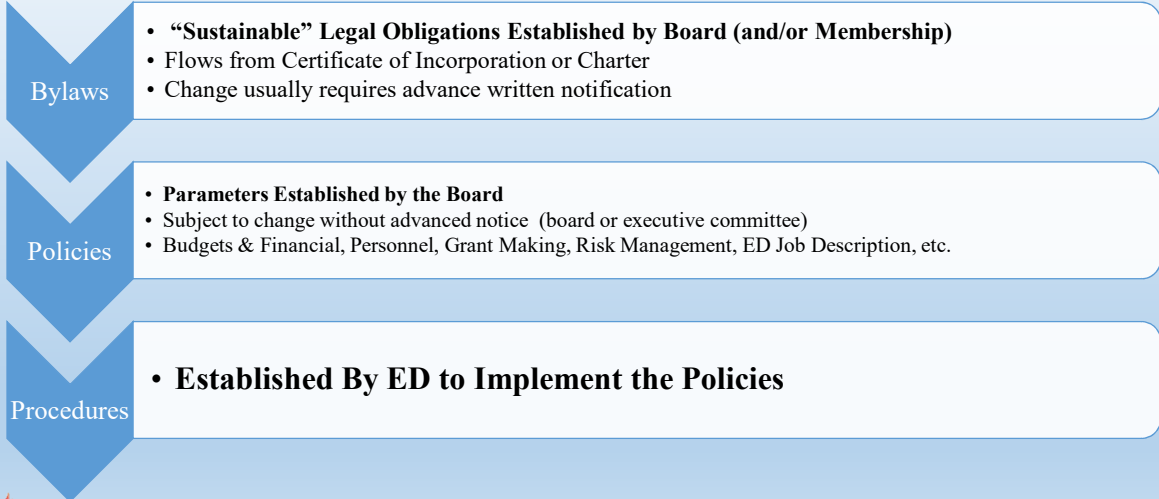 Bylaws
• “Sustainable” Legal Obligations Established by Board (and/or Membership)
• Flows from Certificate of Incorporation or Charter
• Change usually requires advance written notification
Policies
• Parameters Established by the Board
• Subject to change without advanced notice (board or executive committee)
• Budgets & Financial, Personnel, Grant Making, Risk Management, ED Job Description, etc.
Procedures
• Established By ED to Implement the Policies